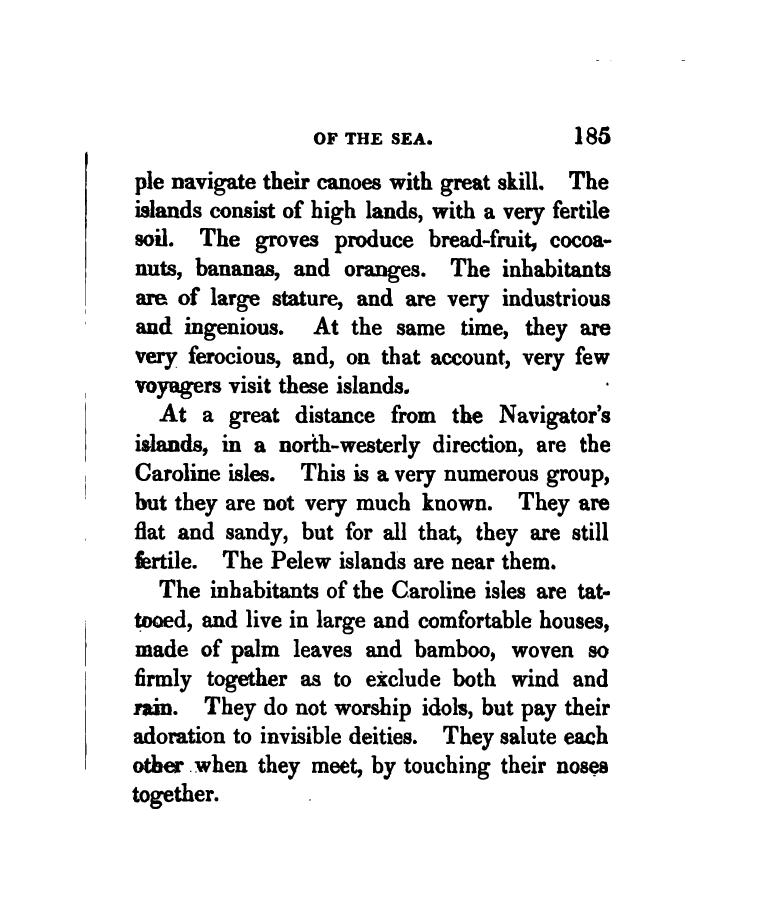 OF THE SEA. 185
ple navigate their canoes with great skill. The
islands consist of high lands, with a very fertile
soil. The groves produce bread-fruit, cocoa-
nuts, bananas, and oranges. The inhabitants
are of large stature, and are very industrious
and ingenious. At the same time, they are
very ferocious, and, on that account, very few
voyagers visit these islands.
At a great distance from the Navigator's
islands, in a north-westerly direction, are the
Caroline isles. This is a very numerous group,
but they are not very much known. They are
flat and sandy, but for all that, they are still
fertile. The Pelew islands are near them.
The inhabitants of the Caroline isles are tat-
tooed, and live in large and comfortable houses,
made of palm leaves and bamboo, woven so
firmly together as to exclude both wind and
rain. They do not worship idols, but pay their
adoration to invisible deities. They salute each
other when they meet, by touching their noses
together.